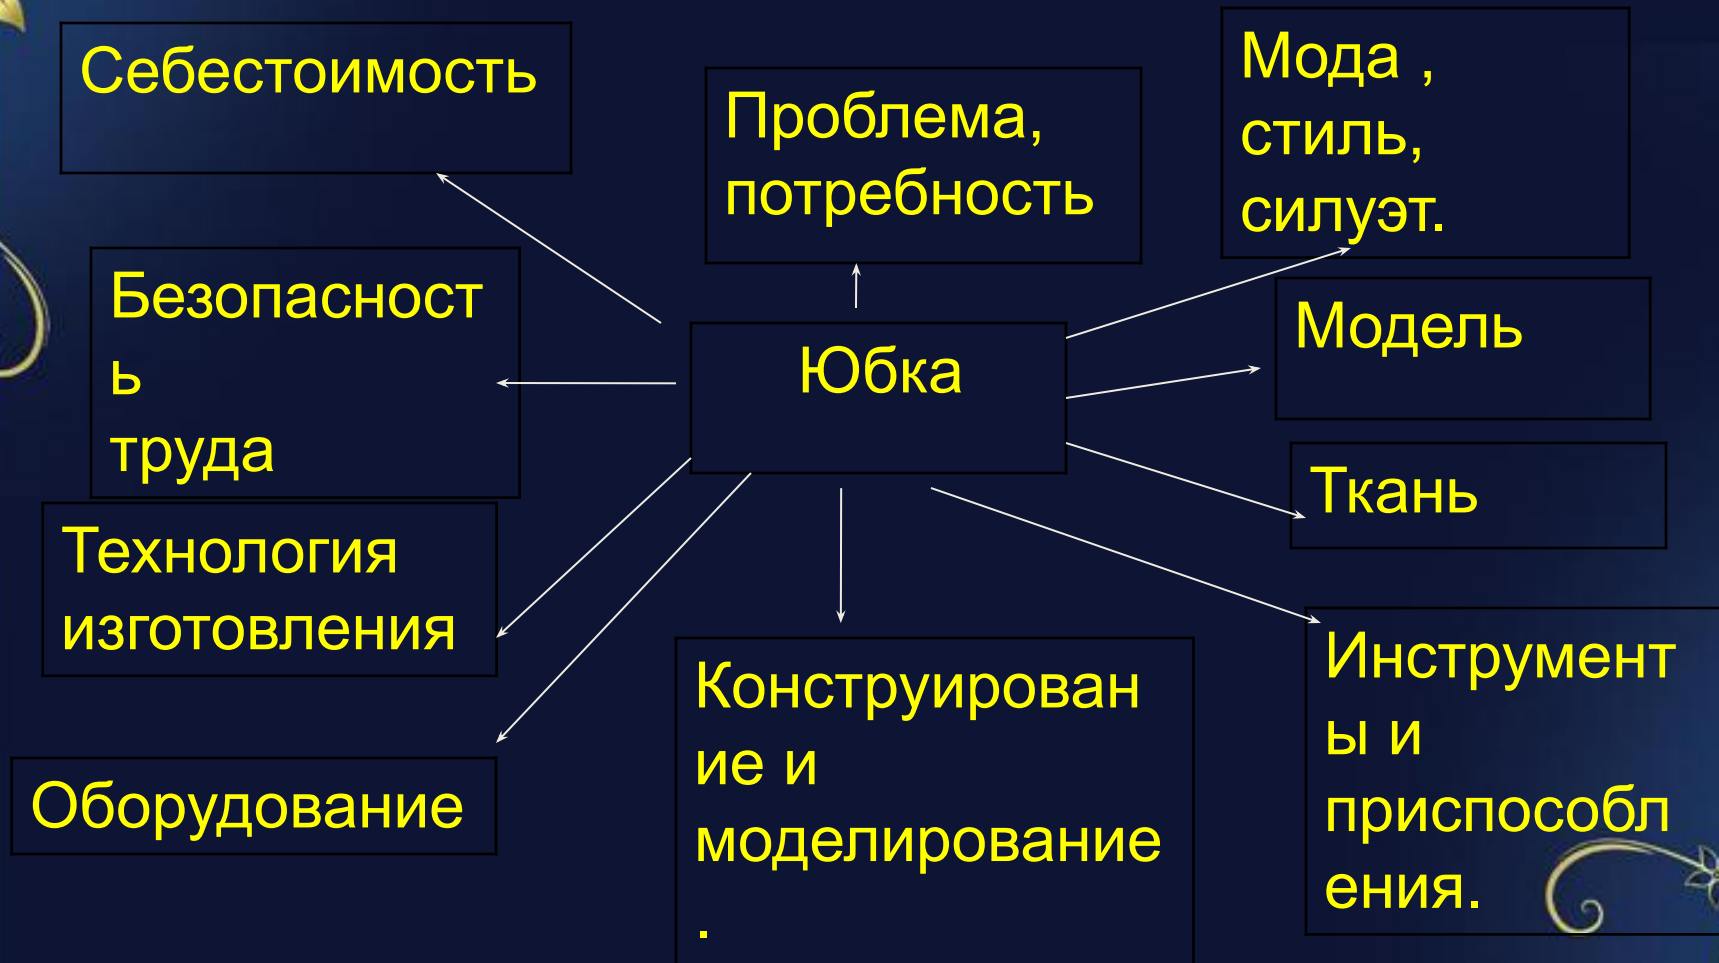 Себестоимость
Проблема,
потребность
Мода ,
стиль,
силуэт.
Безопасност
ь
труда
Юбка
Модель
Ткань
Технология
изготовления
Оборудование
Конструирован
ие и
моделирование
.
Инструмент
ы и
приспособл
ения.